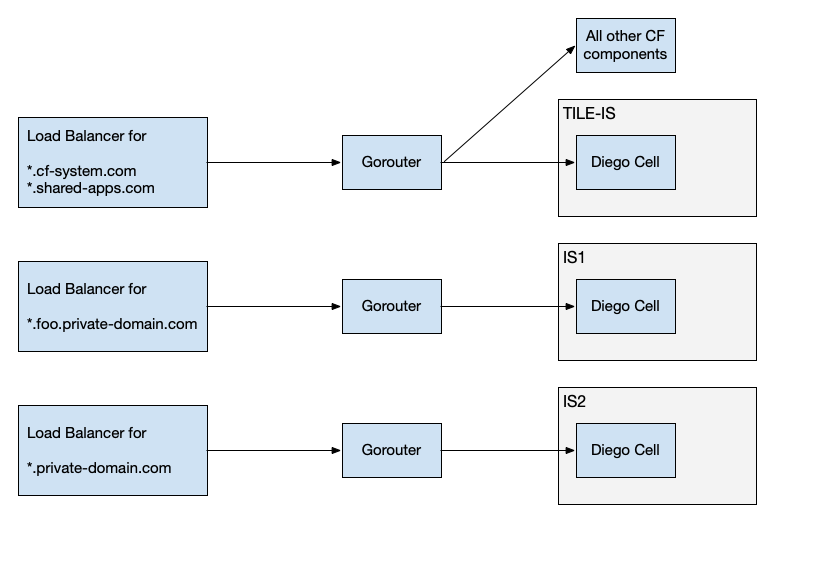 All other CF
components
Load Balancer for
*.cf-system.com
*.shared-apps.com
Gorouter
TILE-IS
Diego Cell
Load Balancer for
*.foo.private-domain.com
Gorouter
IS1
Diego Cell
Load Balancer for
*.private-domain.com
Gorouter
IS2
Diego Cell